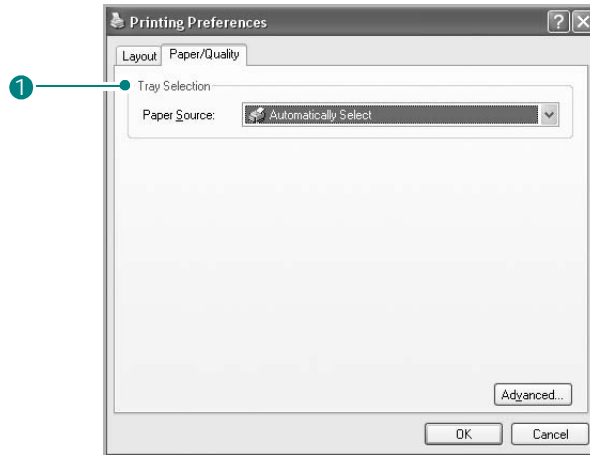 Printing Preferences
Layout Paper/Quality
1 Tray Selection
Paper Source: Automatically Select
Advanced...
OK Cancel